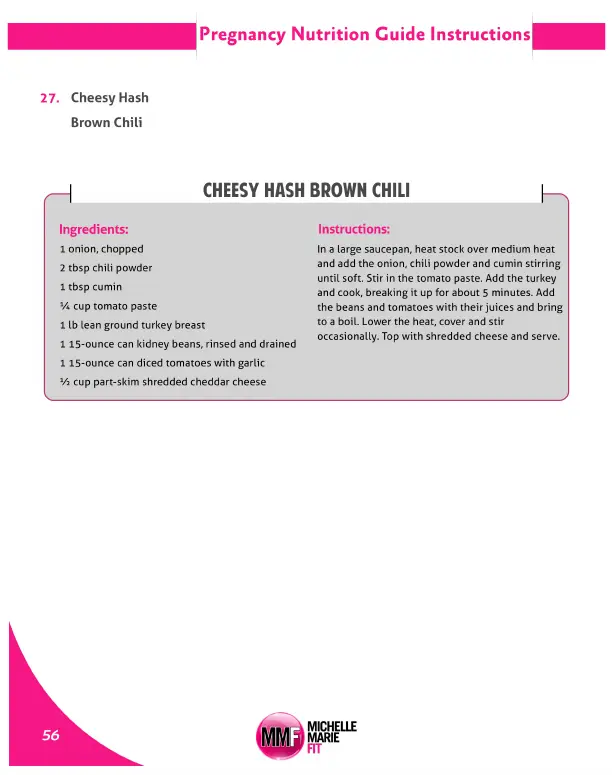 Pregnancy Nutrition Guide Instructions
27. Cheesy Hash
Brown Chili
CHEESY HASH BROWN CHILI
Ingredients:
1 onion, chopped
2 tbsp chili powder
1 tbsp cumin
¼ cup tomato paste
1 lb lean ground turkey breast
1 15-ounce can kidney beans, rinsed and drained
1 15-ounce can diced tomatoes with garlic
½ cup part-skim shredded cheddar cheese
Instructions:
In a large saucepan, heat stock over medium heat
and add the onion, chili powder and cumin stirring
until soft. Stir in the tomato paste. Add the turkey
and cook, breaking it up for about 5 minutes. Add
the beans and tomatoes with their juices and bring
to a boil. Lower the heat, cover and stir
occasionally. Top with shredded cheese and serve.
56
MMF
MICHELLE
MARIE
FIT